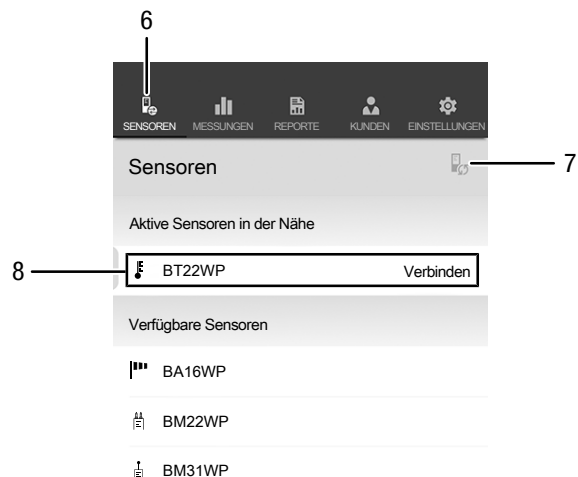 6
SENSOREN MESSUNGEN REPORTE KUNDEN EINSTELLUNGEN
Sensoren
7
Aktive Sensoren in der Nähe
8
BT22WP Verbinden
Verfügbare Sensoren
BA16WP
BM22WP
BM31WP